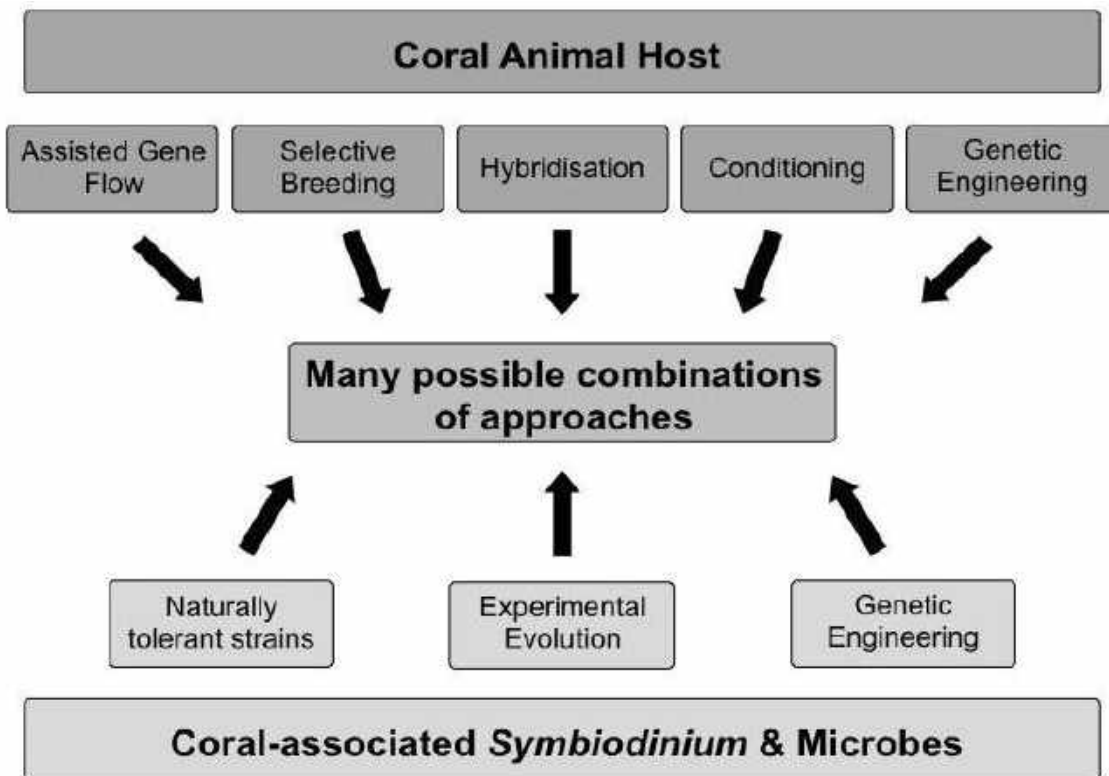 Coral Animal Host
Assisted Gene
Flow
Selective
Breeding
Hybridisation
Conditioning
Genetic
Engineering
Many possible combinations
of approaches
Naturally
tolerant strains
Experimental
Evolution
Genetic
Engineering
Coral-associated Symbiodinium & Microbes